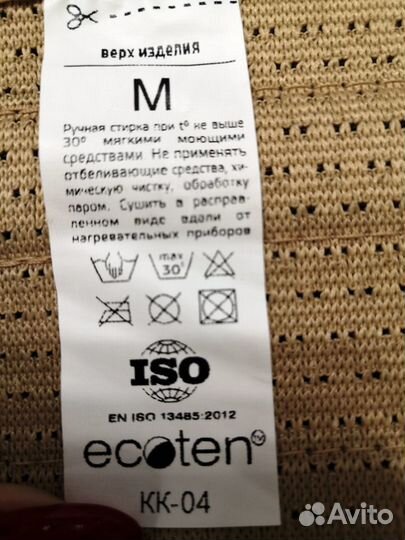 верх изделия
M
Ручная стирка при t° не выше
30° мягкими моющими
средствами. Не применять
отбеливающие средства, хи-
мическую чистку, обработку
паром. Сушить в расправ-
ленном виде вдали от
нагревательных приборов
max
30°
ISO
EN ISO 13485:2012
ecoten TM
КК-04
Avito